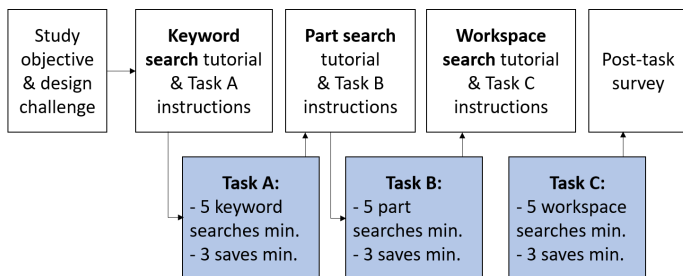 Study
objective
& design
challenge
Keyword
search tutorial
& Task A
instructions
Part search
tutorial
& Task B
instructions
Workspace
search tutorial
& Task C
instructions
Post-task
survey
Task A:
- 5 keyword
searches min.
- 3 saves min.
Task B:
- 5 part
searches min.
- 3 saves min.
Task C:
- 5 workspace
searches min.
- 3 saves min.